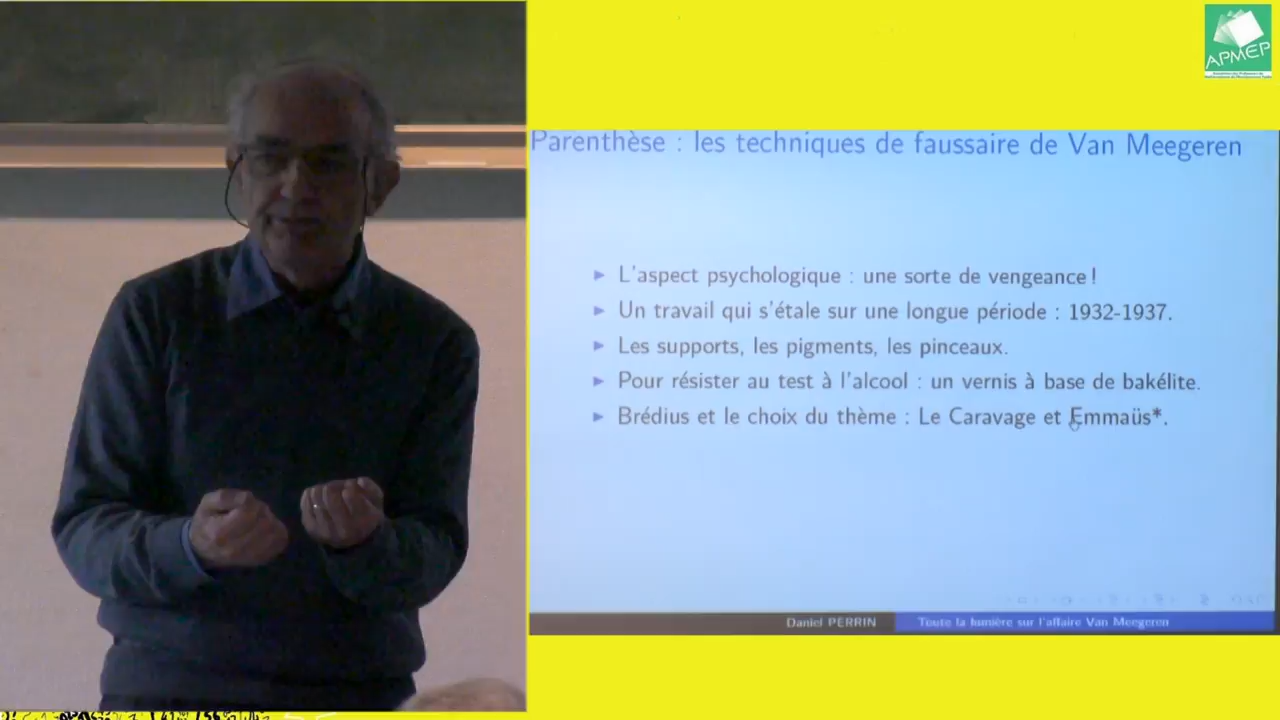 APMEP
Parenthèse : les techniques de faussaire de Van Meegeren
L'aspect psychologique : une sorte de vengeance !
Un travail qui s'étale sur une longue période : 1932-1937.
Les supports, les pigments, les pinceaux.
Pour résister au test à l'alcool : un vernis à base de bakélite.
Brédius et le choix du thème : Le Caravage et Emmaüs*.
Daniel PERRIN Toute la lumière sur l'affaire Van Meegeren